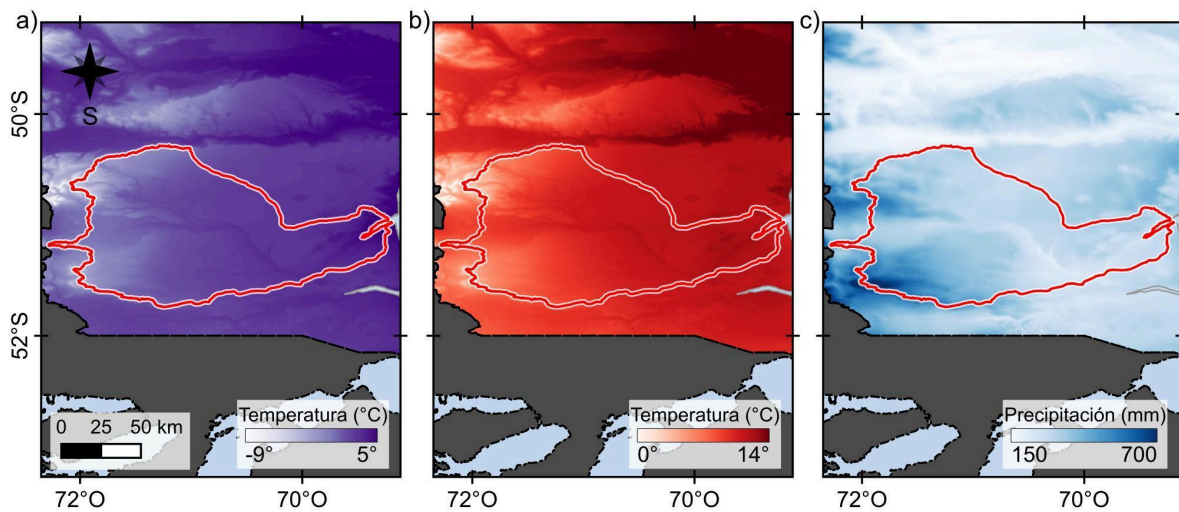 a)
b)
c)
S
50°S
52°S
0 25 50 km
Temperatura (°C)
-9° 5°
Temperatura (°C)
0° 14°
Precipitación (mm)
150 700
72°O 70°O
72°O 70°O
72°O 70°O